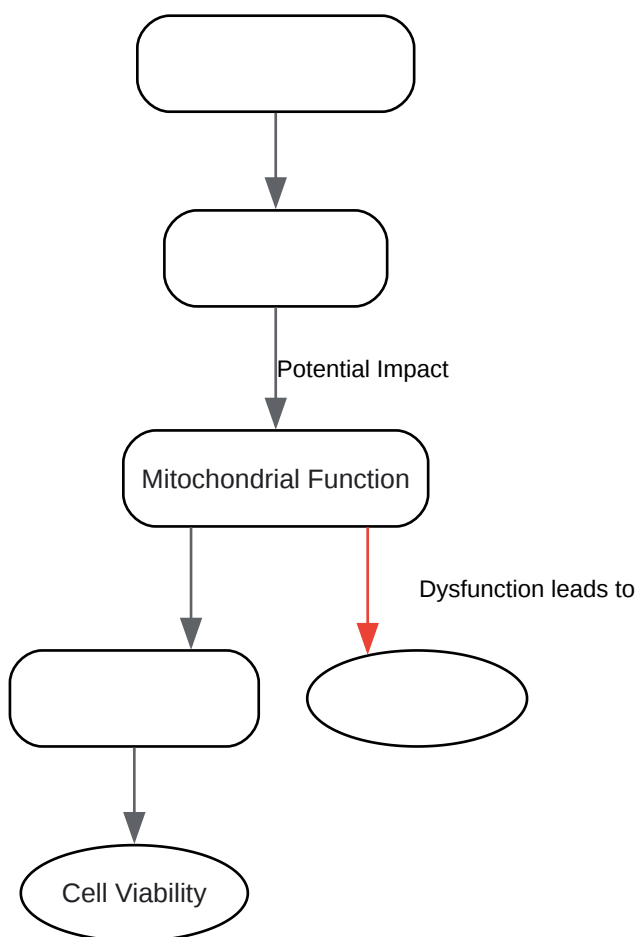 Potential Impact
Mitochondrial Function
Dysfunction leads to
Cell Viability